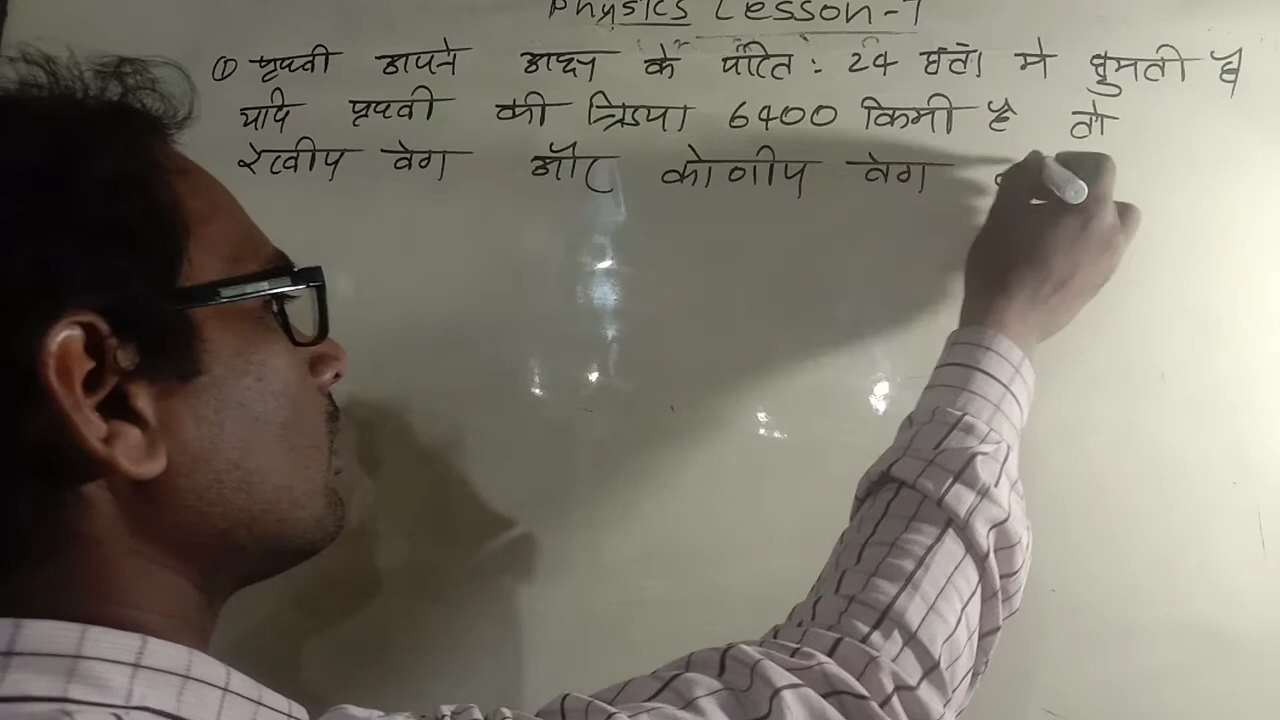 Physics Lesson-1
① पृथ्वी अपने अक्ष के परित: 24 घंटा मे घुमती है
यदि पृथ्वी की त्रिज्या 6400 किमी है तो
रेखीय वेग और कोणीय वेग